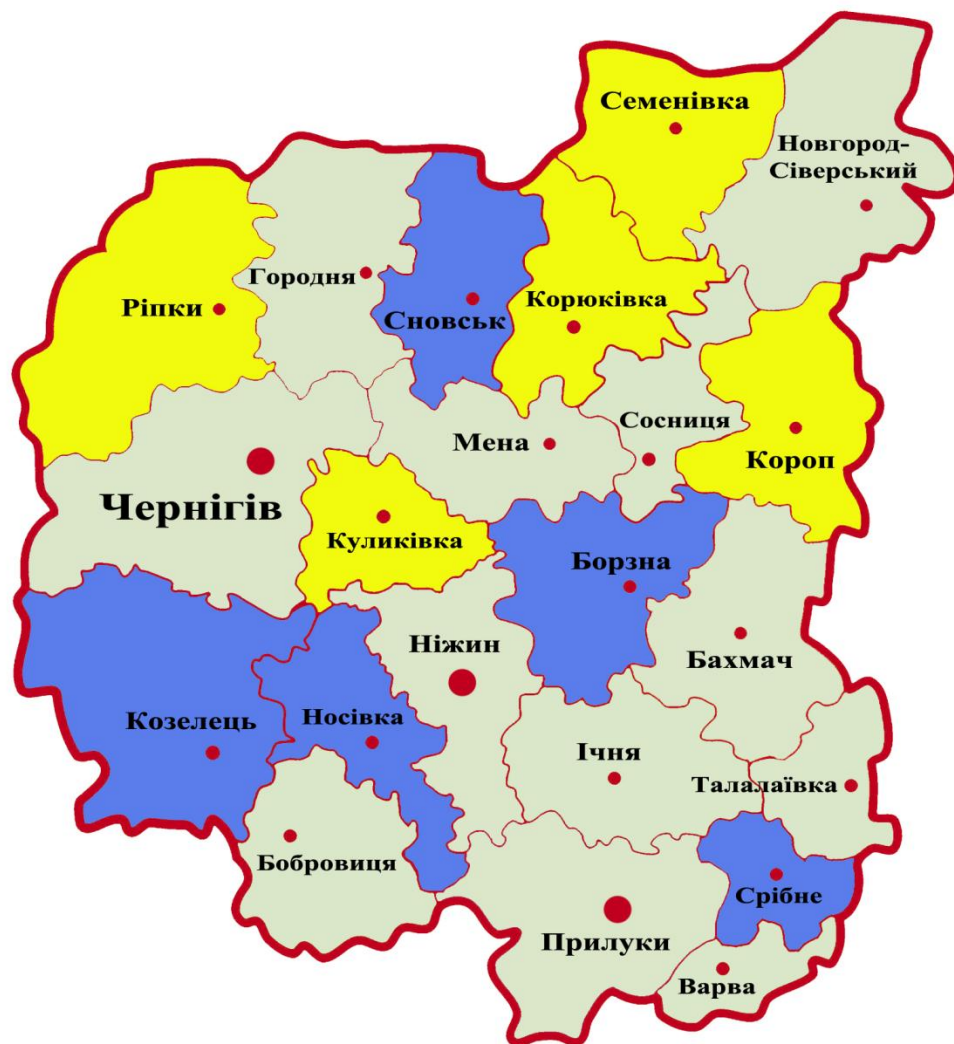 Семенівка
Новгород-
Сіверський
Городня
Ріпки
Сновськ
Корюківка
Мена
Сосниця
Короп
Чернігів
Куликівка
Борзна
Ніжин
Бахмач
Козелець
Носівка
Ічня
Талалаївка
Бобровиця
Срібне
Прилуки
Варва